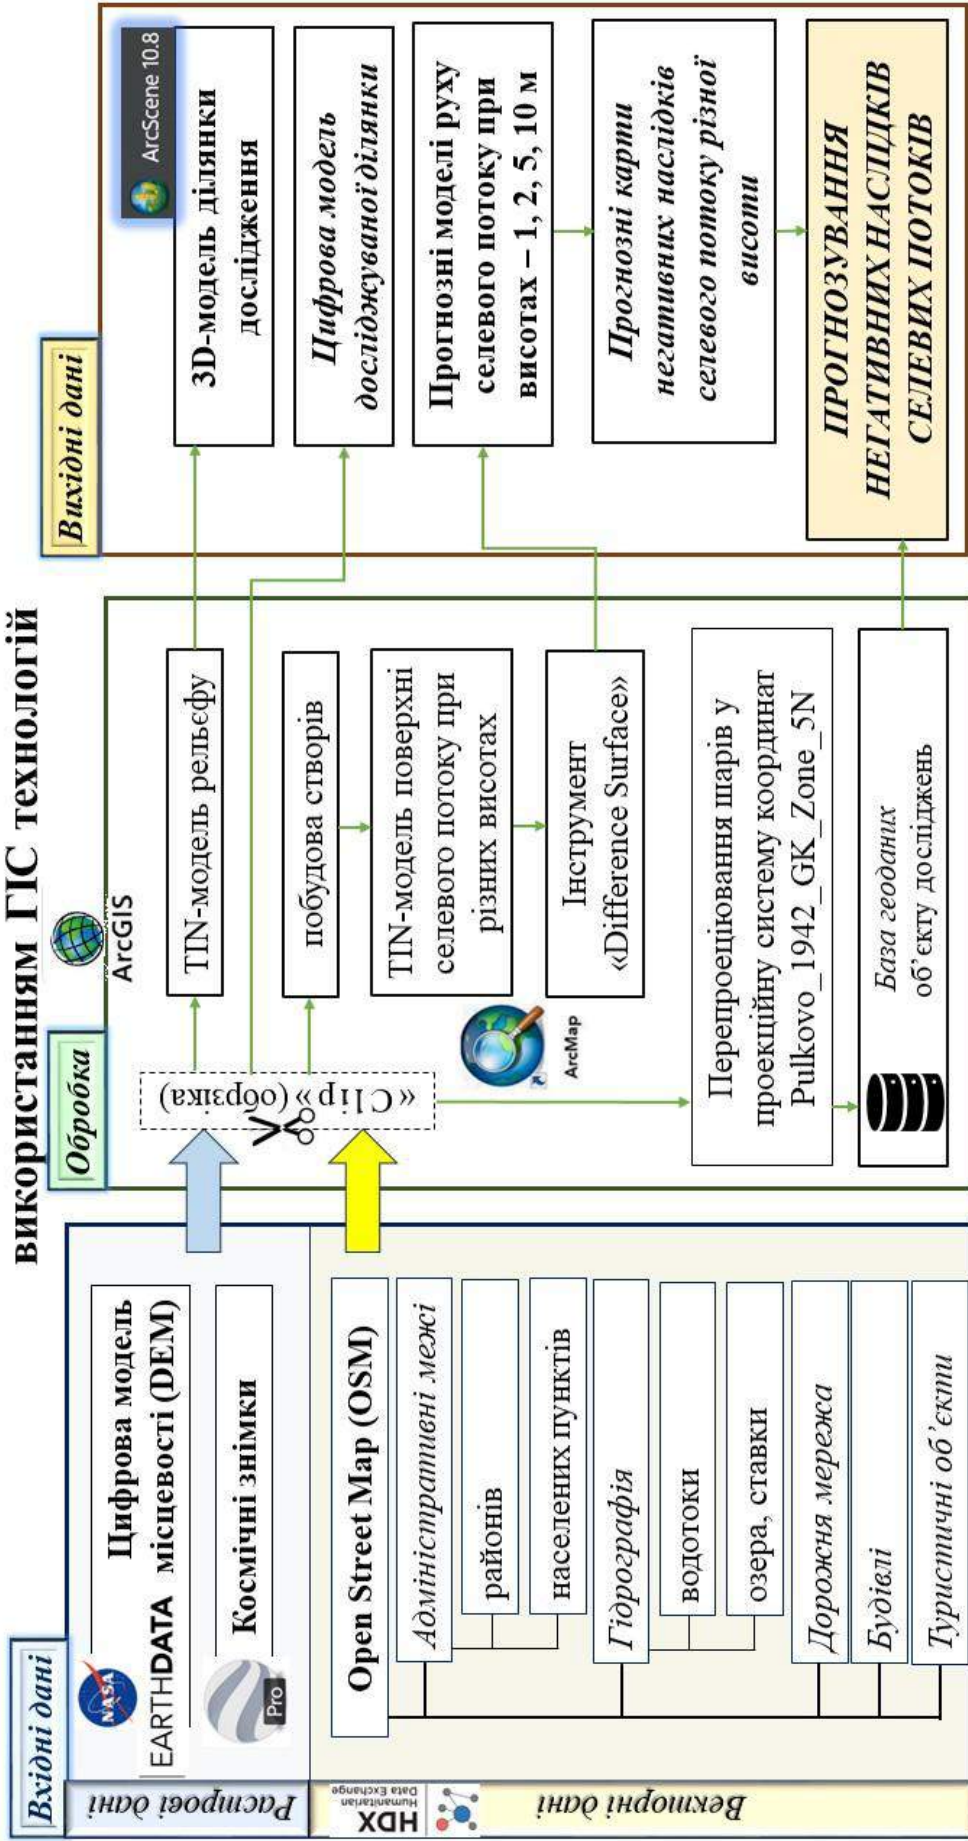 використанням ГІС технологій
Вхідні дані
Растрові дані
NASA
EARTHDATA
Цифрова модель
місцевості (DEM)
Pro
Космічні знімки
HDX
Humanitarian
Data Exchange
Векторні дані
Open Street Map (OSM)
Адміністративні межі
районів
населених пунктів
Гідрографія
водотоки
озера, ставки
Дорожня мережа
Будівлі
Туристичні об’єкти
Обробка
ArcGIS
«Clip» (обрзіка)
TIN-модель рельєфу
побудова створів
TIN-модель поверхні
селевого потоку при
різних висотах
ArcMap
Інструмент
«Difference Surface»
Перепроеціювання шарів у
проекційну систему координат
Pulkovo_1942_GK_Zone_5N
База геоданих
об’єкту досліджень
Вихідні дані
ArcScene 10.8
3D-модель ділянки
дослідження
Цифрова модель
досліджуваної ділянки
Прогнозні моделі руху
селевого потоку при
висотах – 1, 2, 5, 10 м
Прогнозні карти
негативних наслідків
селевого потоку різної
висоти
ПРОГНОЗУВАННЯ
НЕГАТИВНИХ НАСЛІДКІВ
СЕЛЕВИХ ПОТОКІВ